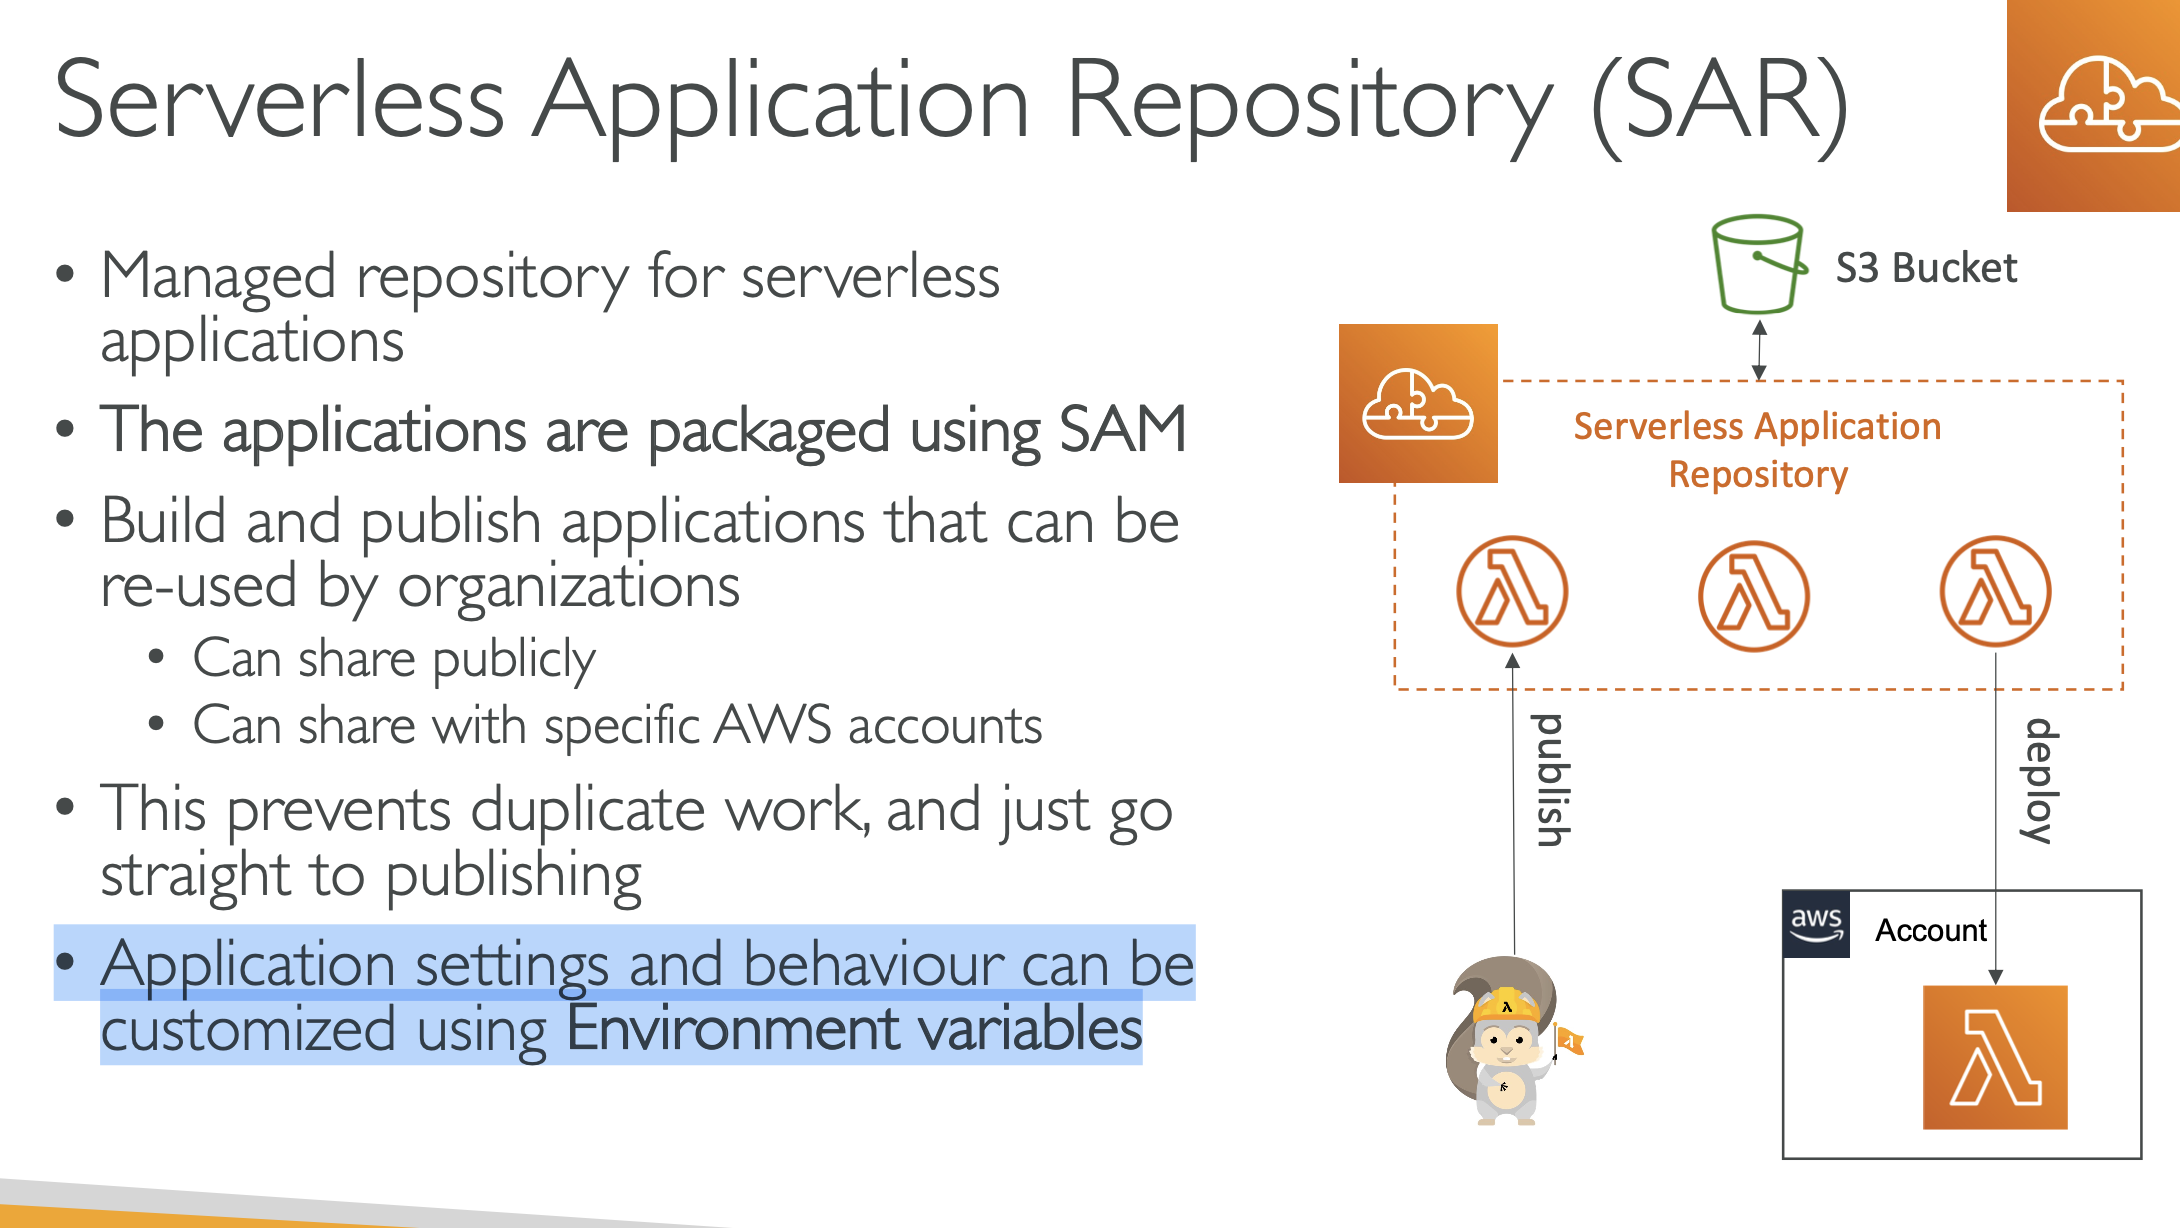 Serverless Application Repository (SAR)
• Managed repository for serverless
applications
• The applications are packaged using SAM
• Build and publish applications that can be
re-used by organizations
• Can share publicly
• Can share with specific AWS accounts
• This prevents duplicate work, and just go
straight to publishing
• Application settings and behaviour can be
customized using Environment variables
S3 Bucket
Serverless Application
Repository
publish
deploy
aws
Account